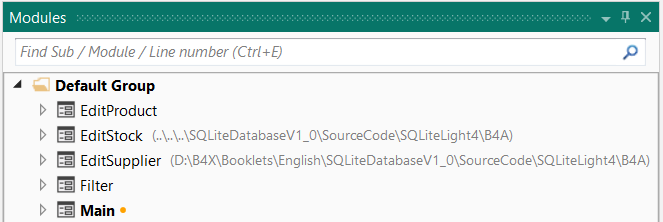 Modules
Find Sub / Module / Line number (Ctrl+E)
Default Group
EditProduct
EditStock (..\..\..\SQLiteDatabaseV1_0\SourceCode\SQLiteLight4\B4A)
EditSupplier (D:\B4X\Booklets\English\SQLiteDatabaseV1_0\SourceCode\SQLiteLight4\B4A)
Filter
Main